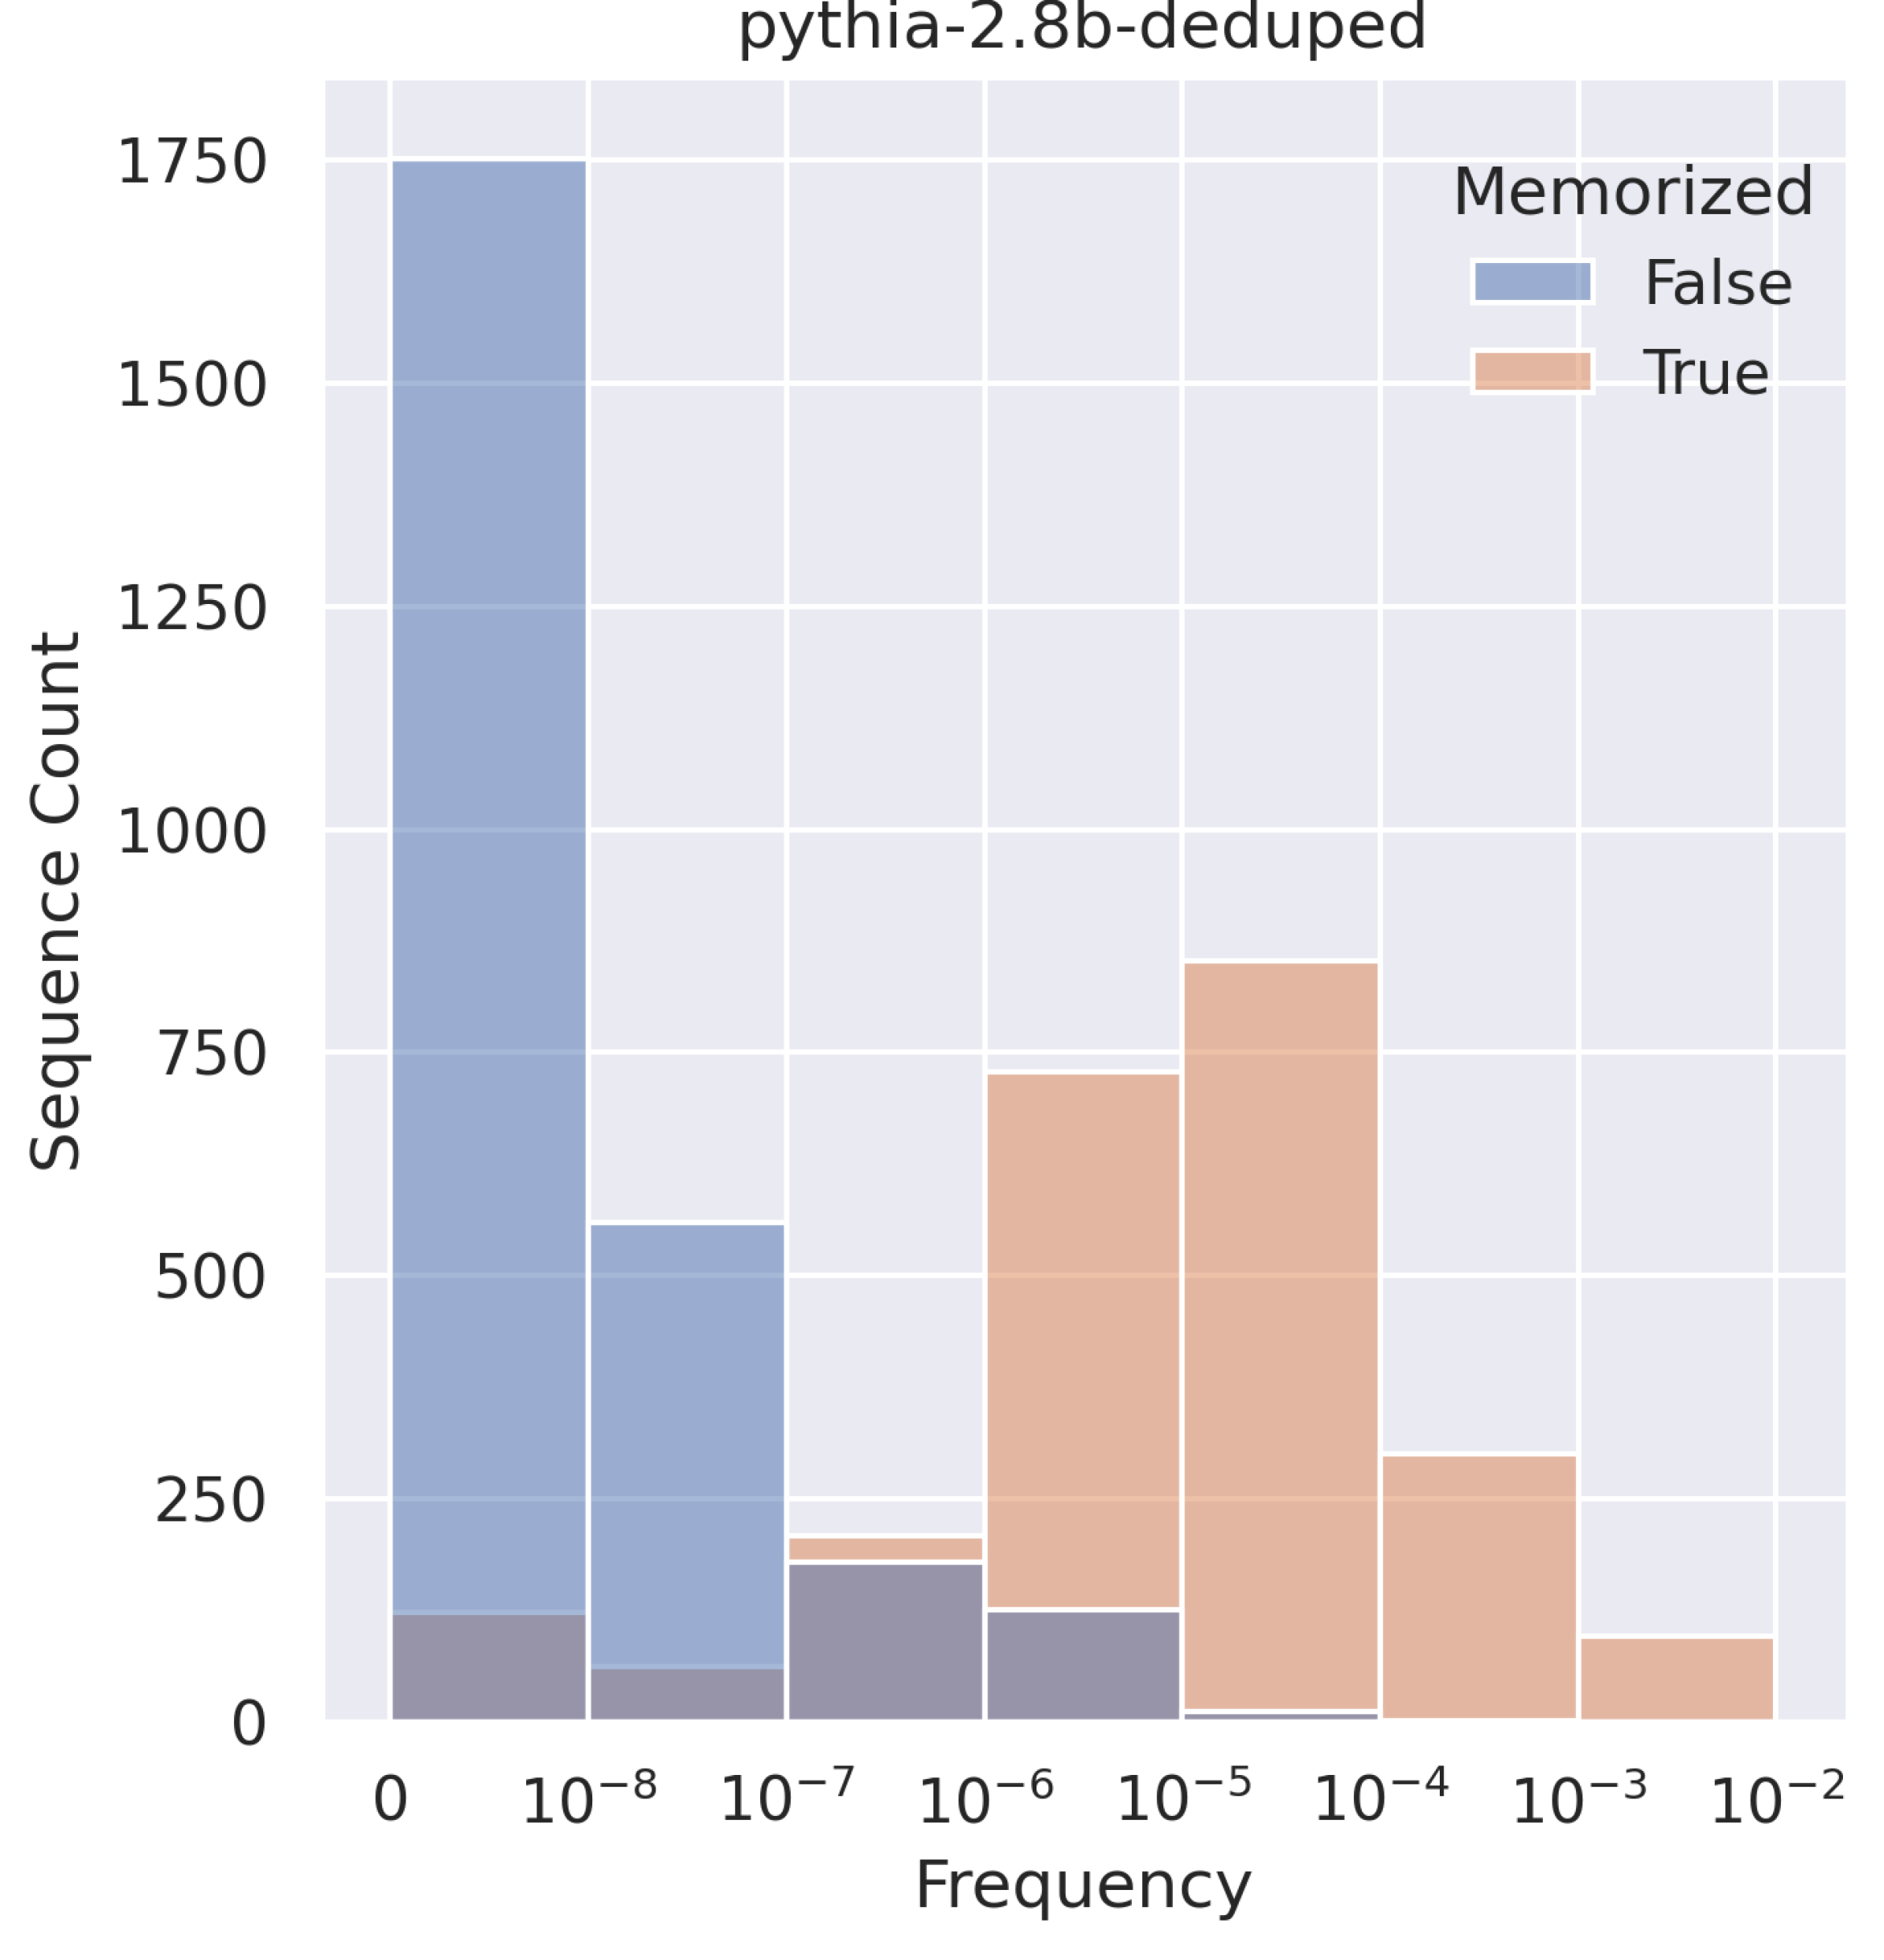 pythia-2.8b-deduped
Sequence Count
1750
1500
1250
1000
750
500
250
0
Memorized
False
True
0 10⁻⁸ 10⁻⁷ 10⁻⁶ 10⁻⁵ 10⁻⁴ 10⁻³ 10⁻²
Frequency